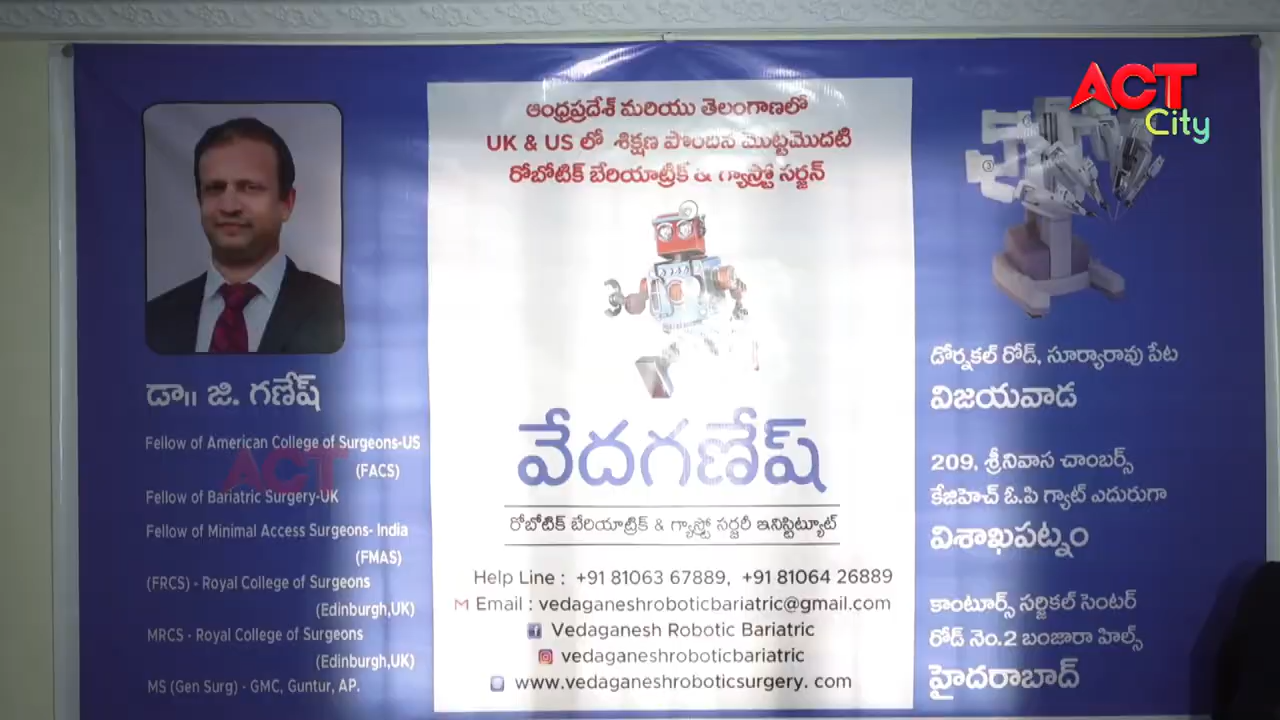 ACT
City
డా॥ జి. గణేష్
Fellow of American College of Surgeons-US
(FACS)
ACT
Fellow of Bariatric Surgery-UK
Fellow of Minimal Access Surgeons- India
(FMAS)
(FRCS) - Royal College of Surgeons
(Edinburgh,UK)
MRCS - Royal College of Surgeons
(Edinburgh,UK)
MS (Gen Surg) - GMC, Guntur, AP.
ఆంధ్రప్రదేశ్ మరియు తెలంగాణలో
UK & US లో శిక్షణ పొందిన మొట్టమొదటి
రోబోటిక్ బేరియాట్రిక్ & గ్యాస్ట్రో సర్జన్
వేదగణేష్
రోబోటిక్ బేరియాట్రిక్ & గ్యాస్ట్రో సర్జరీ ఇనిస్టిట్యూట్
Help Line : +91 81063 67889, +91 81064 26889
Email : vedaganeshroboticbariatric@gmail.com
Vedaganesh Robotic Bariatric
vedaganeshroboticbariatric
www.vedaganeshroboticsurgery. com
డోర్నకల్ రోడ్, సూర్యారావు పేట
విజయవాడ
209, శ్రీనివాస చాంబర్స్
కేజిహెచ్ ఓ.పి గ్యాట్ ఎదురుగా
విశాఖపట్నం
కాంటూర్స్ సర్జికల్ సెంటర్
రోడ్ నెం.2 బంజారా హిల్స్
హైదరాబాద్